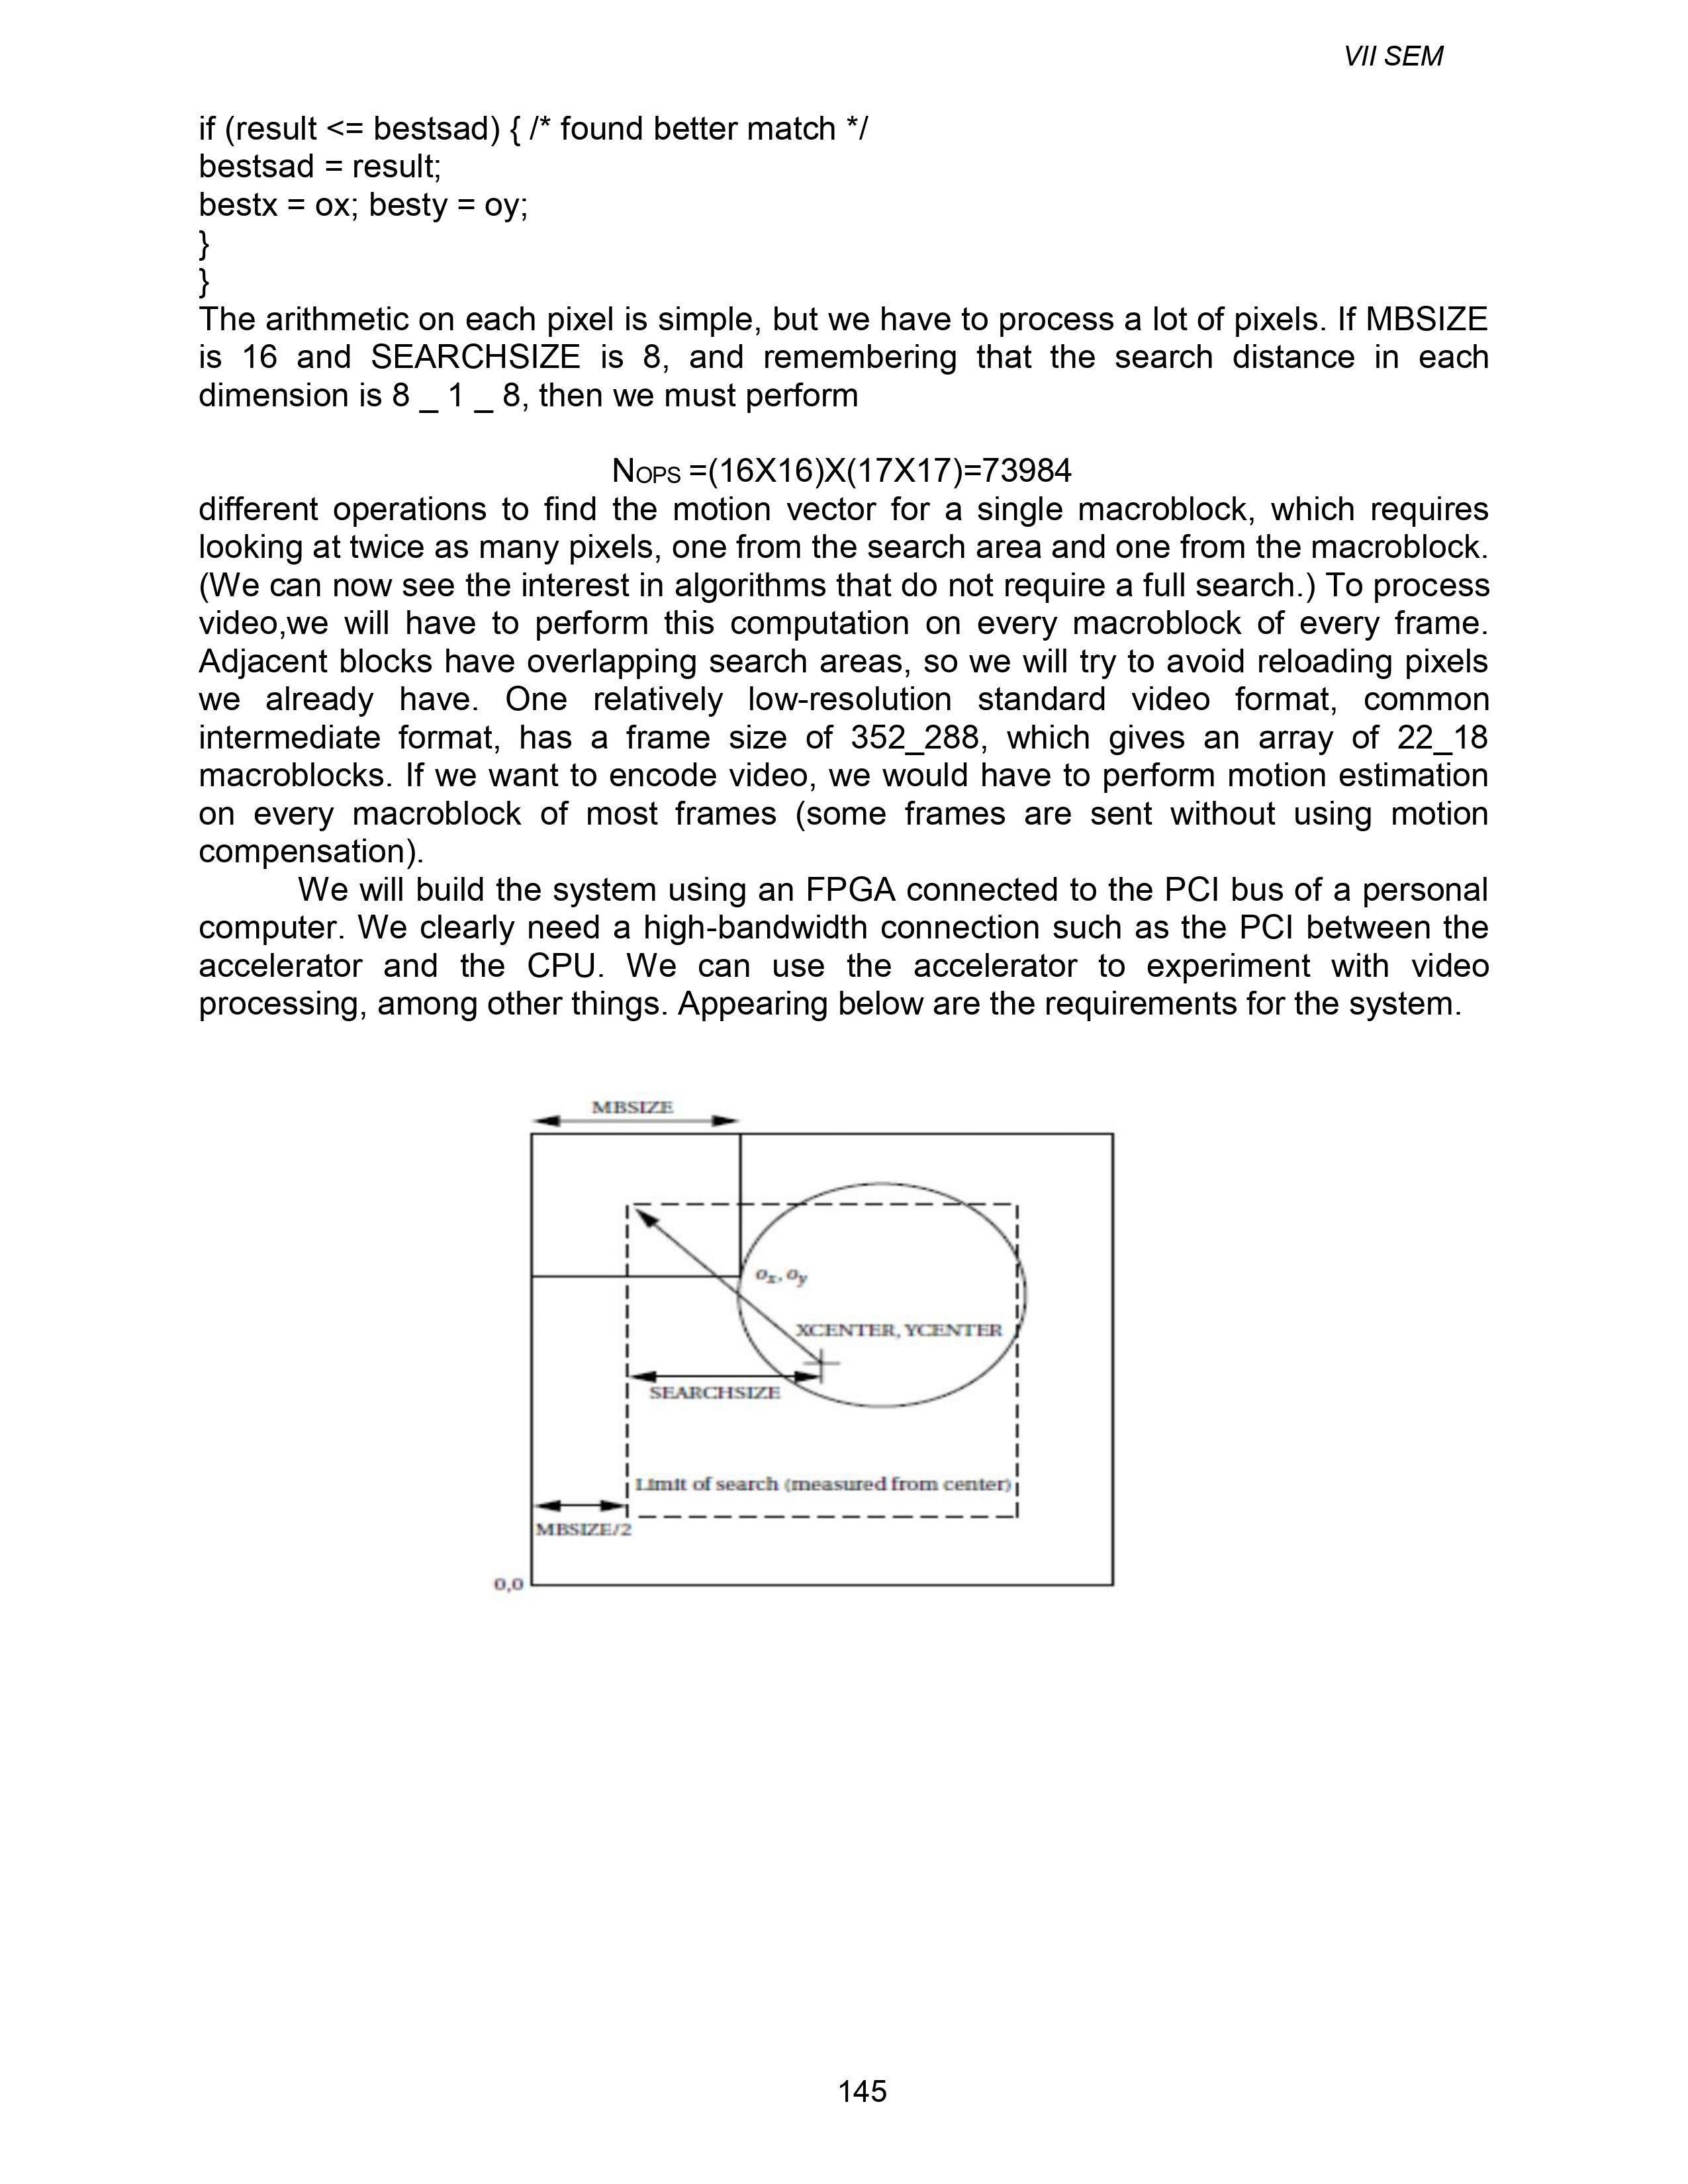 VII SEM
if (result <= bestsad) { /* found better match */
bestsad = result;
bestx = ox; besty = oy;
}
}
The arithmetic on each pixel is simple, but we have to process a lot of pixels. If MBSIZE
is 16 and SEARCHSIZE is 8, and remembering that the search distance in each
dimension is 8 _ 1 _ 8, then we must perform
NOPS =(16X16)X(17X17)=73984
different operations to find the motion vector for a single macroblock, which requires
looking at twice as many pixels, one from the search area and one from the macroblock.
(We can now see the interest in algorithms that do not require a full search.) To process
video,we will have to perform this computation on every macroblock of every frame.
Adjacent blocks have overlapping search areas, so we will try to avoid reloading pixels
we already have. One relatively low-resolution standard video format, common
intermediate format, has a frame size of 352_288, which gives an array of 22_18
macroblocks. If we want to encode video, we would have to perform motion estimation
on every macroblock of most frames (some frames are sent without using motion
compensation).
We will build the system using an FPGA connected to the PCI bus of a personal
computer. We clearly need a high-bandwidth connection such as the PCI between the
accelerator and the CPU. We can use the accelerator to experiment with video
processing, among other things. Appearing below are the requirements for the system.
MBSIZE
ox, oy
XCENTER, YCENTER
SEARCHSIZE
Limit of search (measured from center)
MBSIZE/2
0,0
145